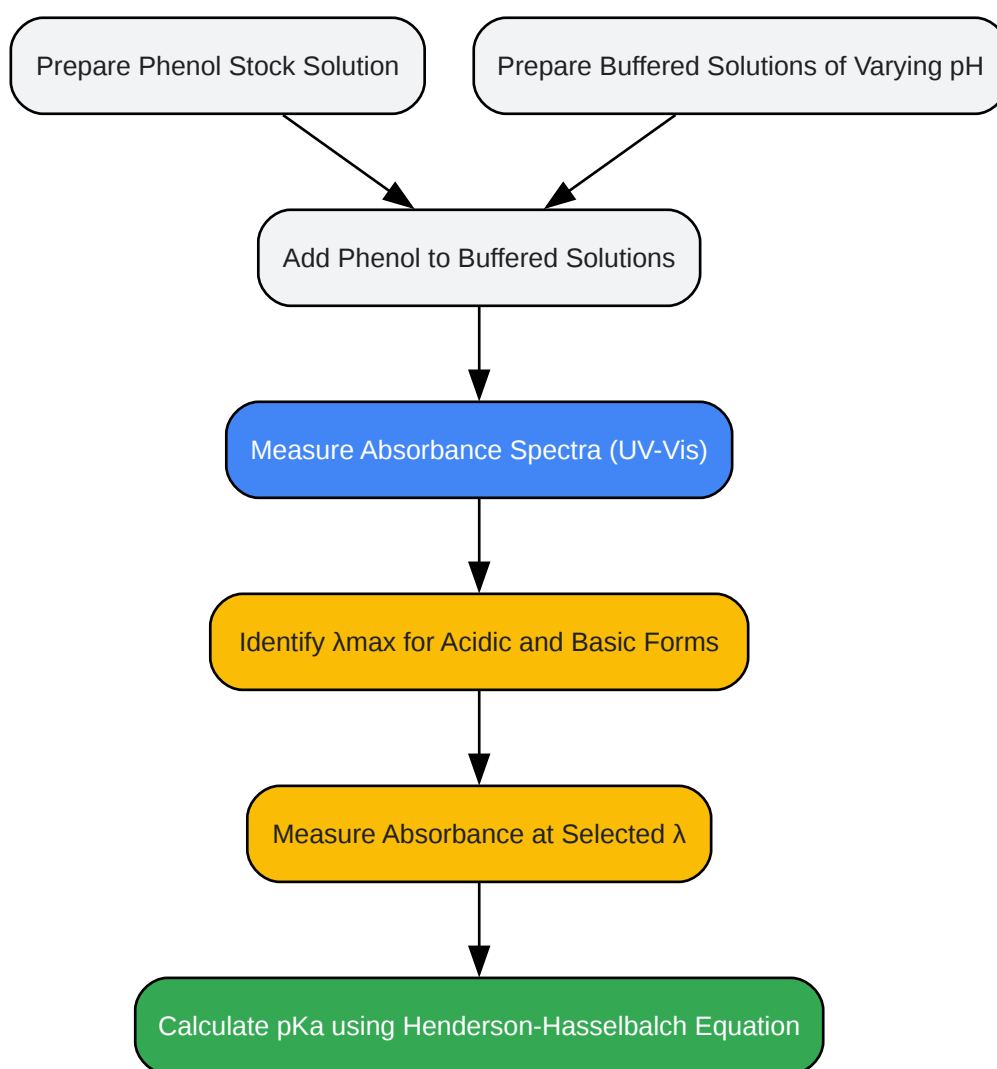 Prepare Phenol Stock Solution
Prepare Buffered Solutions of Varying pH
Add Phenol to Buffered Solutions
Measure Absorbance Spectra (UV-Vis)
Identify λmax for Acidic and Basic Forms
Measure Absorbance at Selected λ
Calculate pKa using Henderson-Hasselbalch Equation